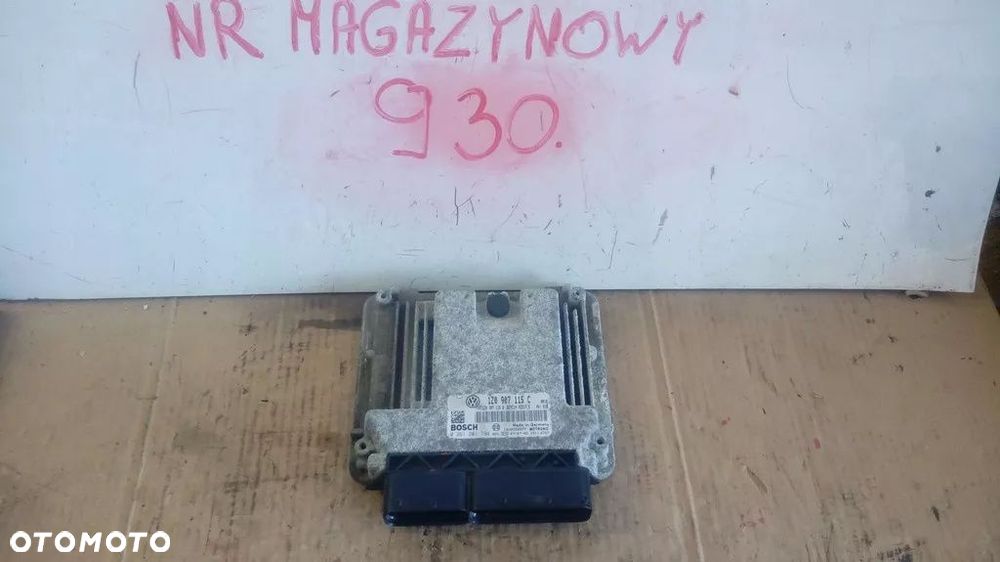 NR MAGAZYNOWY
930.
1Z0 907 115 C
BOSCH
Made in Germany
OTOMOTO